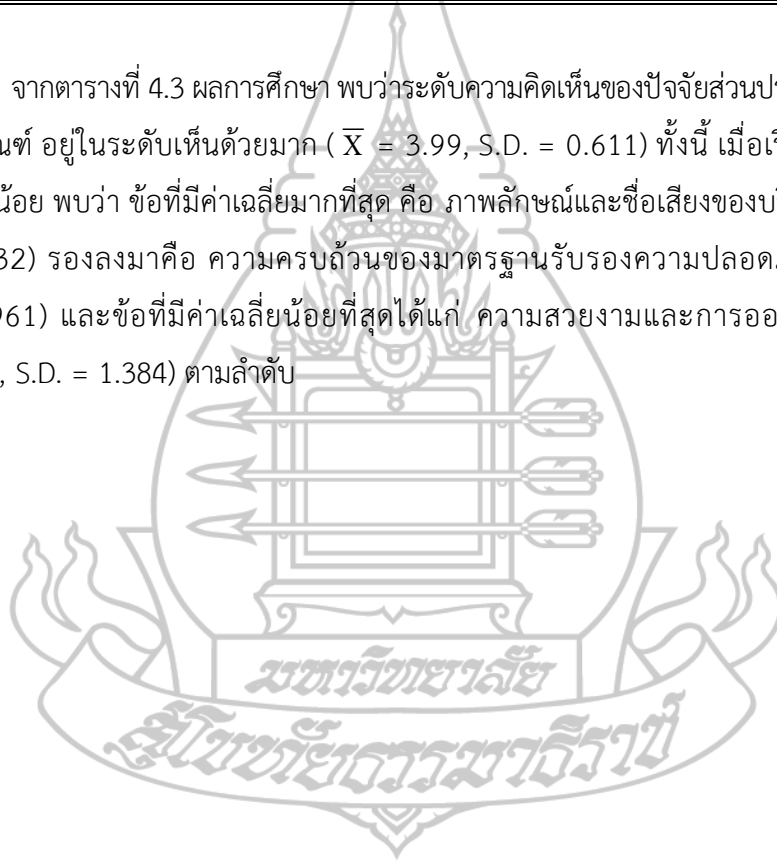 จากตารางที่ 4.3 ผลการศึกษา พบว่าระดับความคิดเห็นของปัจจัยส่วนประ
ณฑ์ อยู่ในระดับเห็นด้วยมาก ( X̅ = 3.99, S.D. = 0.611) ทั้งนี้ เมื่อเรี
น้อย พบว่า ข้อที่มีค่าเฉลี่ยมากที่สุด คือ ภาพลักษณ์และชื่อเสียงของบริ
32) รองลงมาคือ ความครบถ้วนของมาตรฐานรับรองความปลอด
961) และข้อที่มีค่าเฉลี่ยน้อยที่สุดได้แก่ ความสวยงามและการออ
, S.D. = 1.384) ตามลำดับ
มหาวิทยาลัย
สุโขทัยธรรมาธิราช